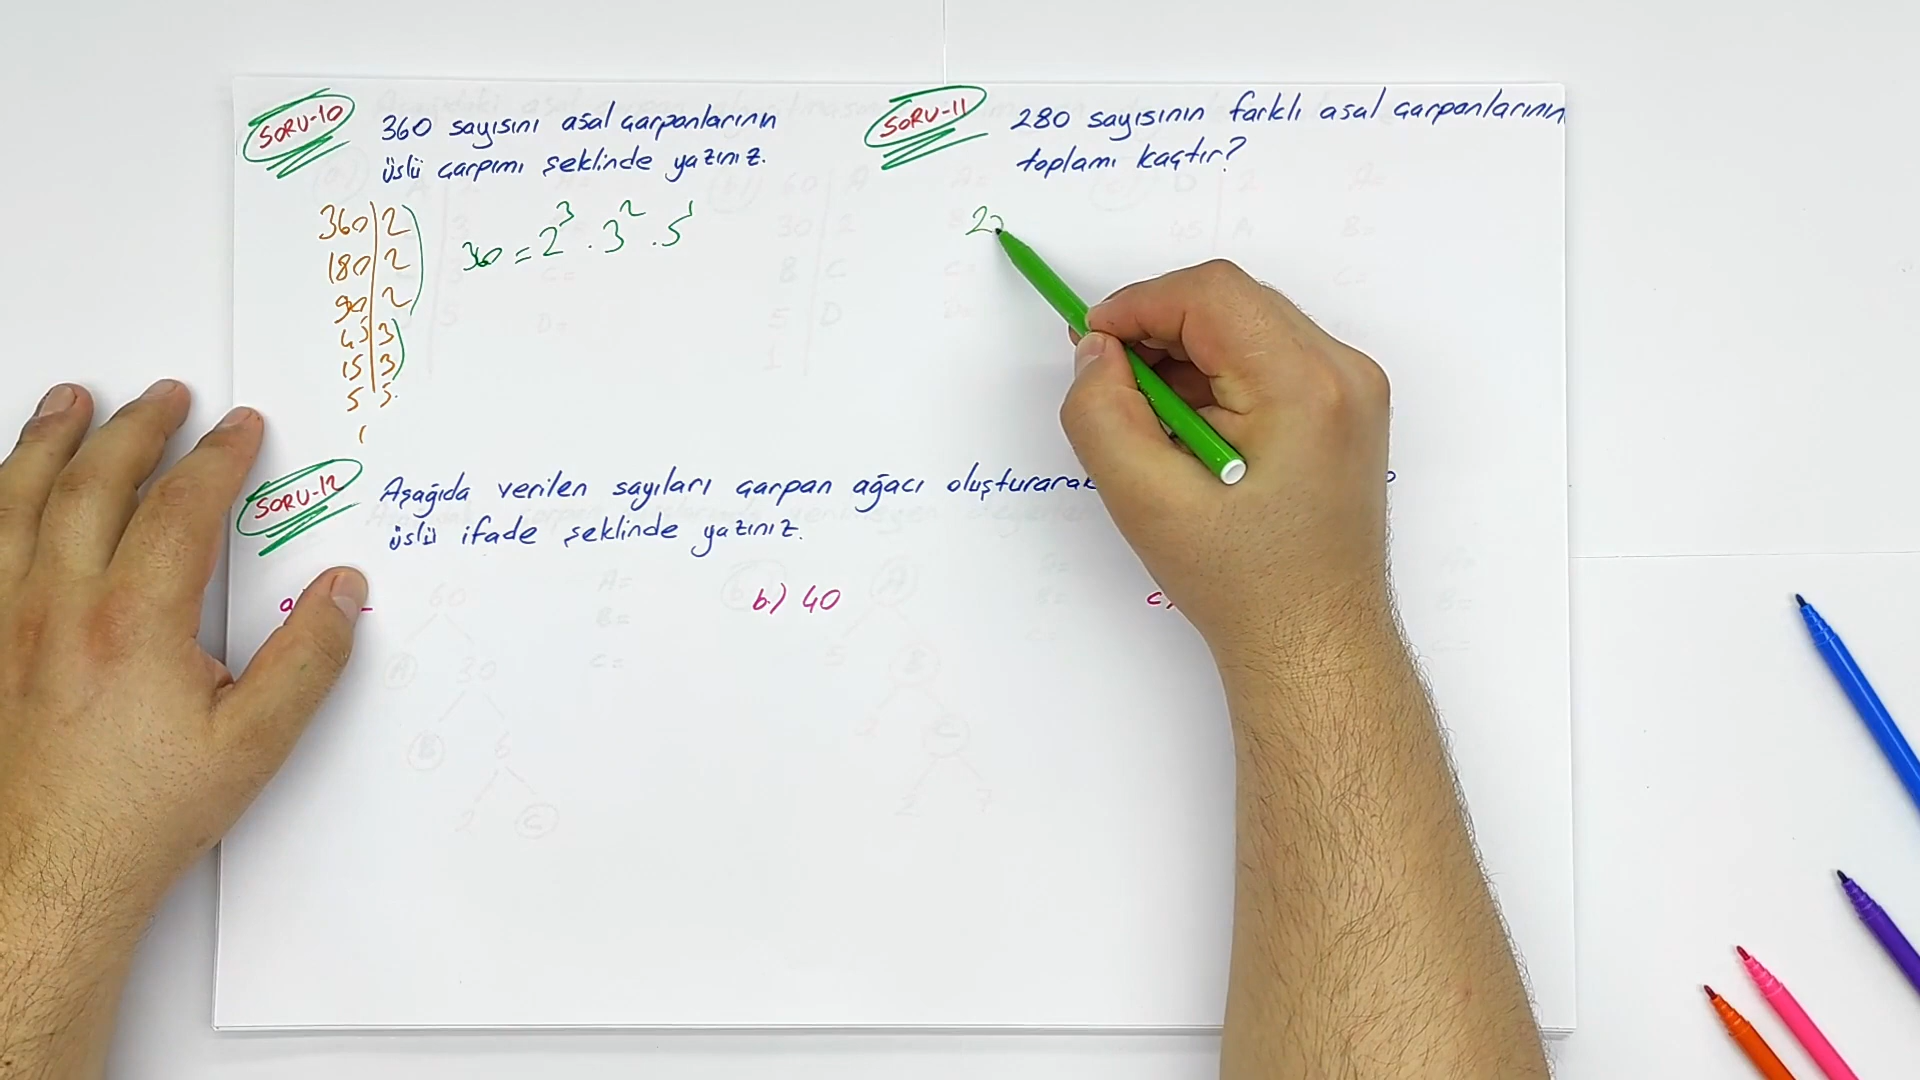 SORU-10
360 sayısını asal çarpanlarının
üslü çarpımı şeklinde yazınız.
360 2
180 2
90 2
45 3
15 3
5 5
1
360 = 2³ . 3² . 5¹
SORU-11
280 sayısının farklı asal çarpanlarının
toplamı kaçtır?
2
SORU-12
Aşağıda verilen sayıları çarpan ağacı oluşturarak
üslü ifade şeklinde yazınız.
b.) 40